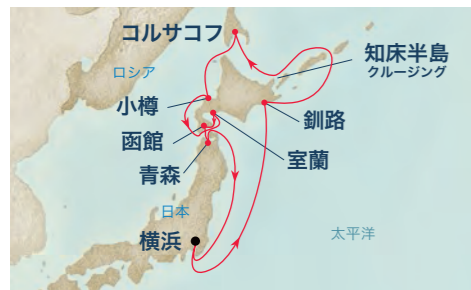 コルサコフ
知床半島
クルージング
ロシア
小樽
釧路
函館
室蘭
青森
日本
横浜
太平洋